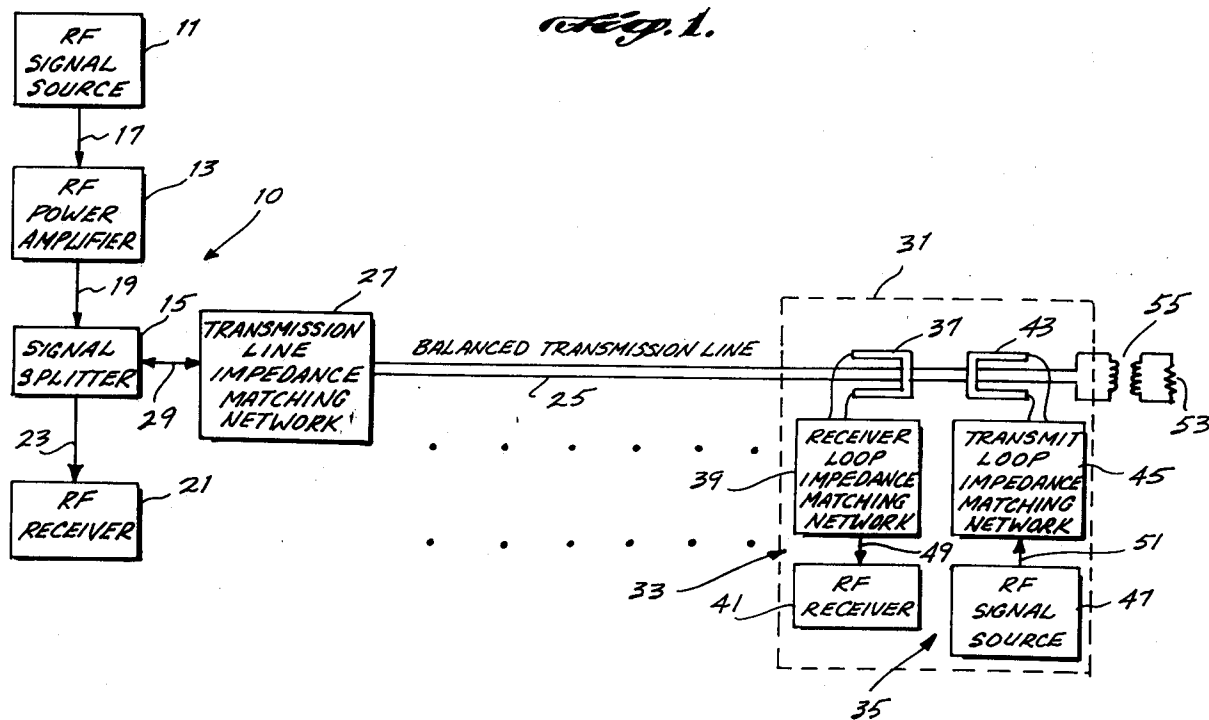 Fig. 1.
RF
SIGNAL
SOURCE
11
17
RF
POWER
AMPLIFIER
13
10
19
SIGNAL
SPLITTER
15
29
TRANSMISSION
LINE
IMPEDANCE
MATCHING
NETWORK
27
BALANCED TRANSMISSION LINE
25
23
RF
RECEIVER
21
31
37
43
55
53
RECEIVER
LOOP
IMPEDANCE
MATCHING
NETWORK
39
TRANSMIT
LOOP
IMPEDANCE
MATCHING
NETWORK
45
49
51
33
41
RF
RECEIVER
RF
SIGNAL
SOURCE
47
35